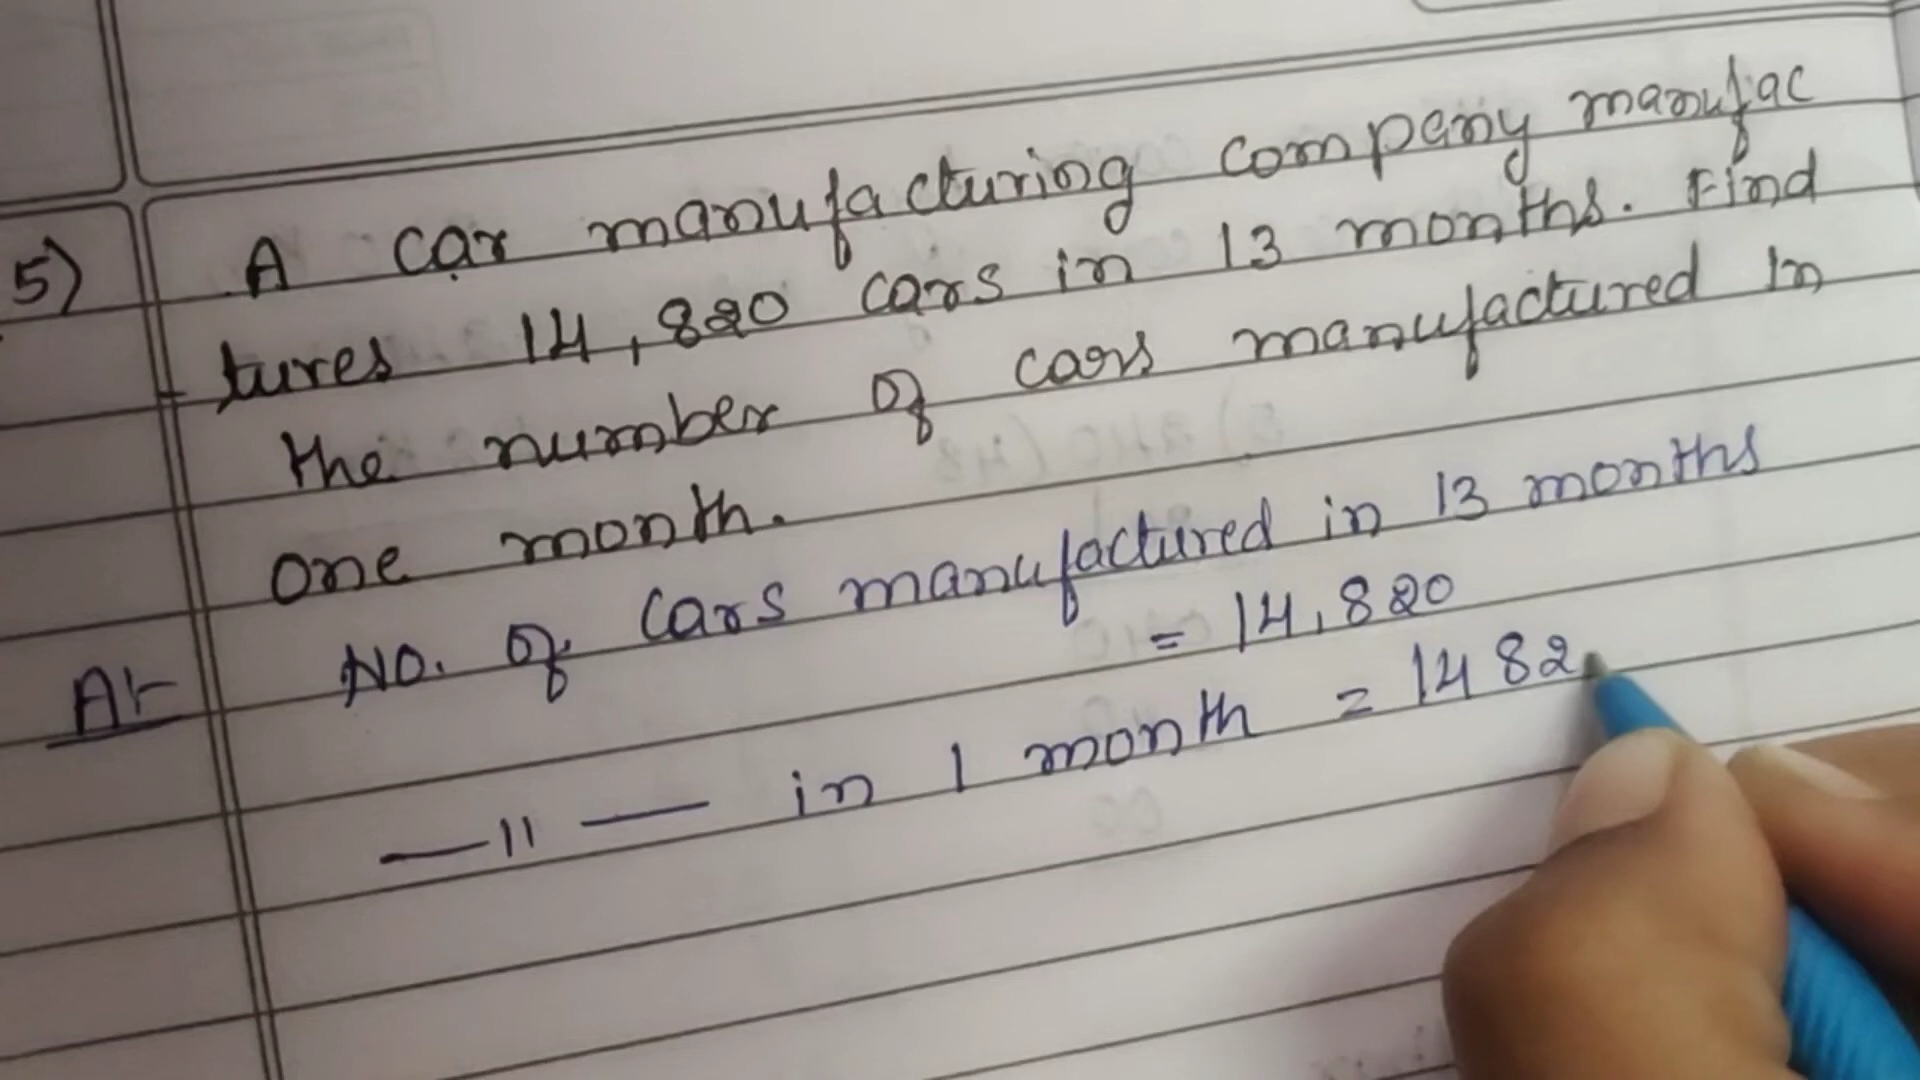 5) A car manufacturing company manufac
tures 14,820 cars in 13 months. Find
the number of cars manufactured in
one month.
A:- No. of cars manufactured in 13 months
= 14,820
—11— in 1 month = 1482